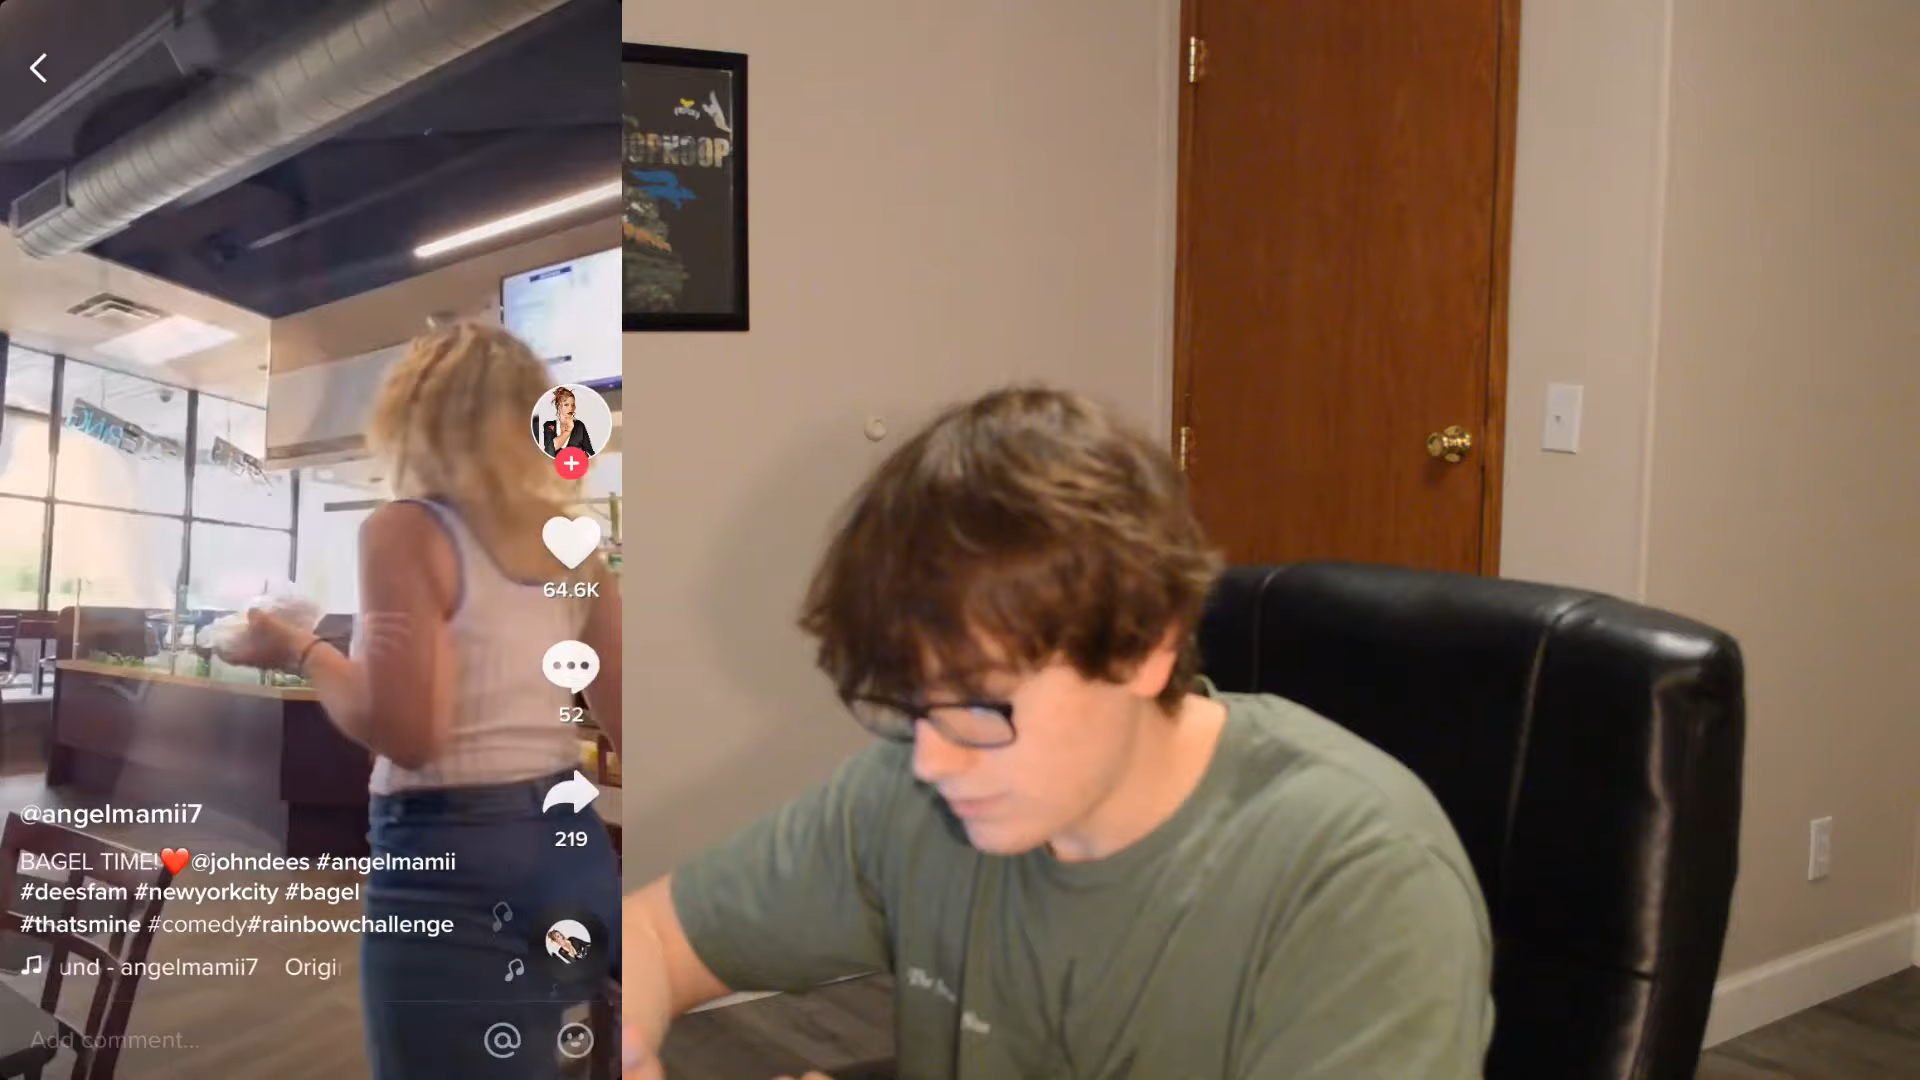 64.6K
52
219
@angelmamii7
BAGEL TIME!❤️@johndees #angelmamii
#deesfam #newyorkcity #bagel
#thatsmine #comedy#rainbowchallenge
und - angelmamii7 Origi
Add comment...